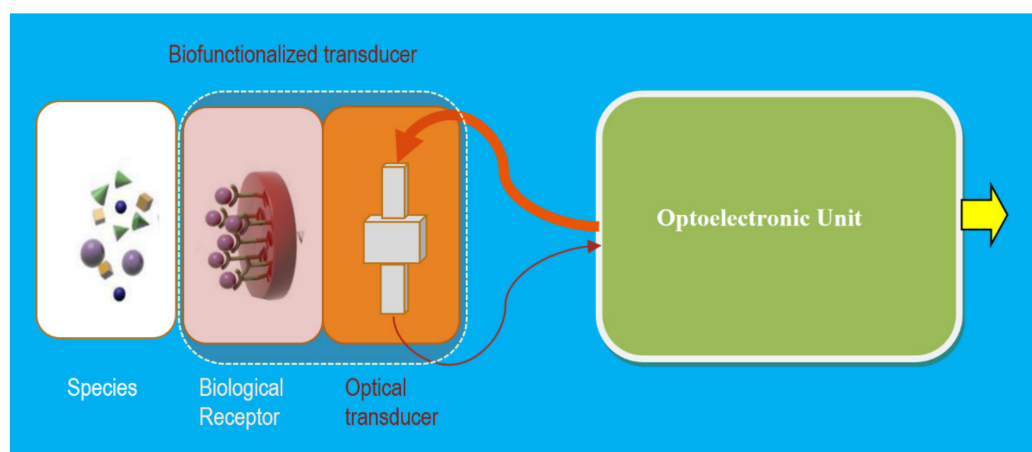 Biofunctionalized transducer
Optoelectronic Unit
Species
Biological
Receptor
Optical
transducer